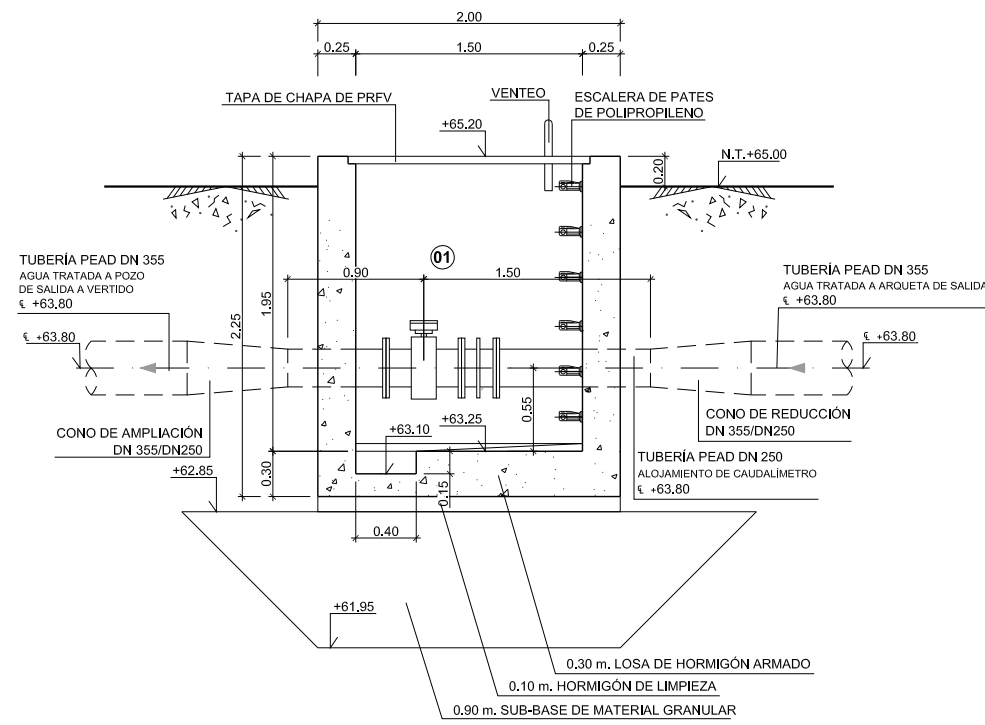 2.00
0.25
1.50
0.25
TAPA DE CHAPA DE PRFV
VENTEO
ESCALERA DE PATES
DE POLIPROPILENO
+65.20
N.T.+65.00
0.20
01
0.90
1.50
TUBERÍA PEAD DN 355
AGUA TRATADA A POZO
DE SALIDA A VERTIDO
℄ +63.80
℄ +63.80
2.25
1.95
TUBERÍA PEAD DN 355
AGUA TRATADA A ARQUETA DE SALIDA
℄ +63.80
℄ +63.80
0.55
CONO DE AMPLIACIÓN
DN 355/DN250
+63.10
+63.25
CONO DE REDUCCIÓN
DN 355/DN250
TUBERÍA PEAD DN 250
ALOJAMIENTO DE CAUDALÍMETRO
℄ +63.80
+62.85
0.30
0.15
0.40
+61.95
0.30 m. LOSA DE HORMIGÓN ARMADO
0.10 m. HORMIGÓN DE LIMPIEZA
0.90 m. SUB-BASE DE MATERIAL GRANULAR